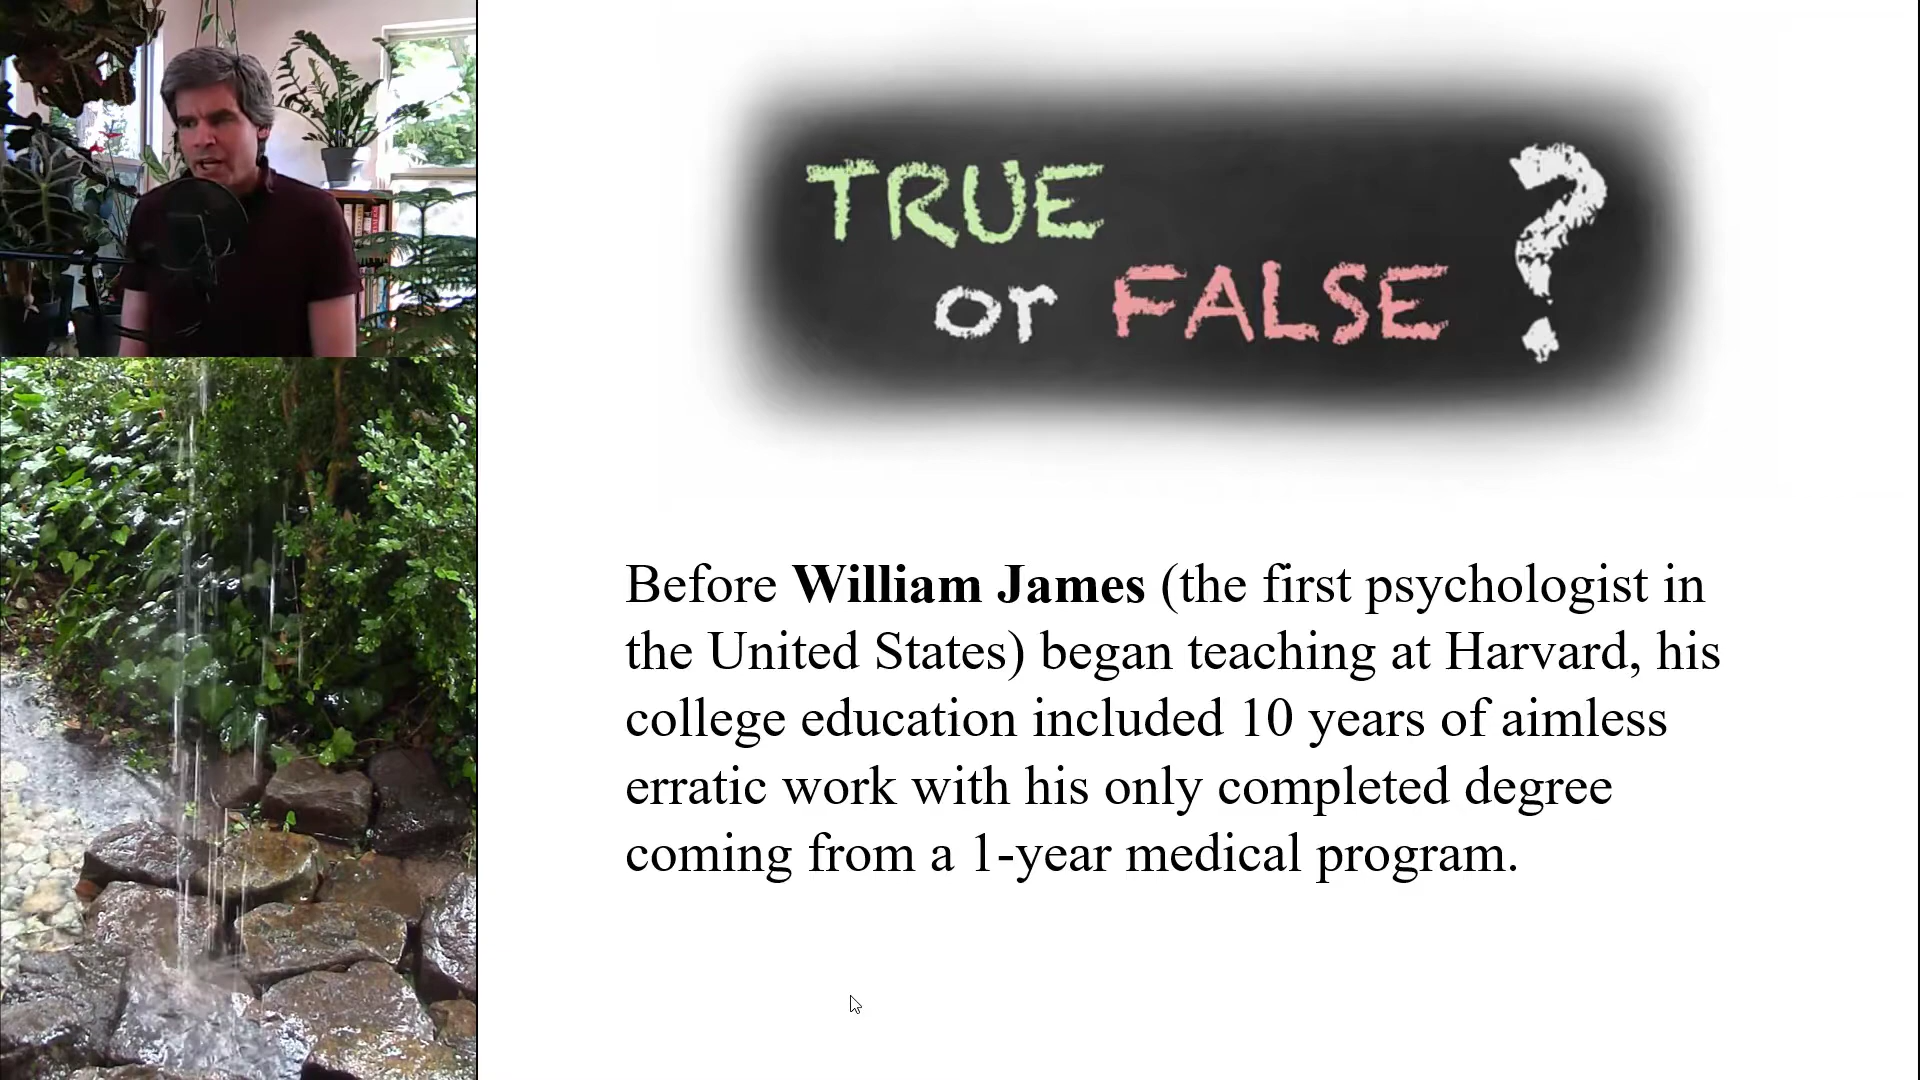 TRUE
or FALSE ?
Before William James (the first psychologist in
the United States) began teaching at Harvard, his
college education included 10 years of aimless
erratic work with his only completed degree
coming from a 1-year medical program.